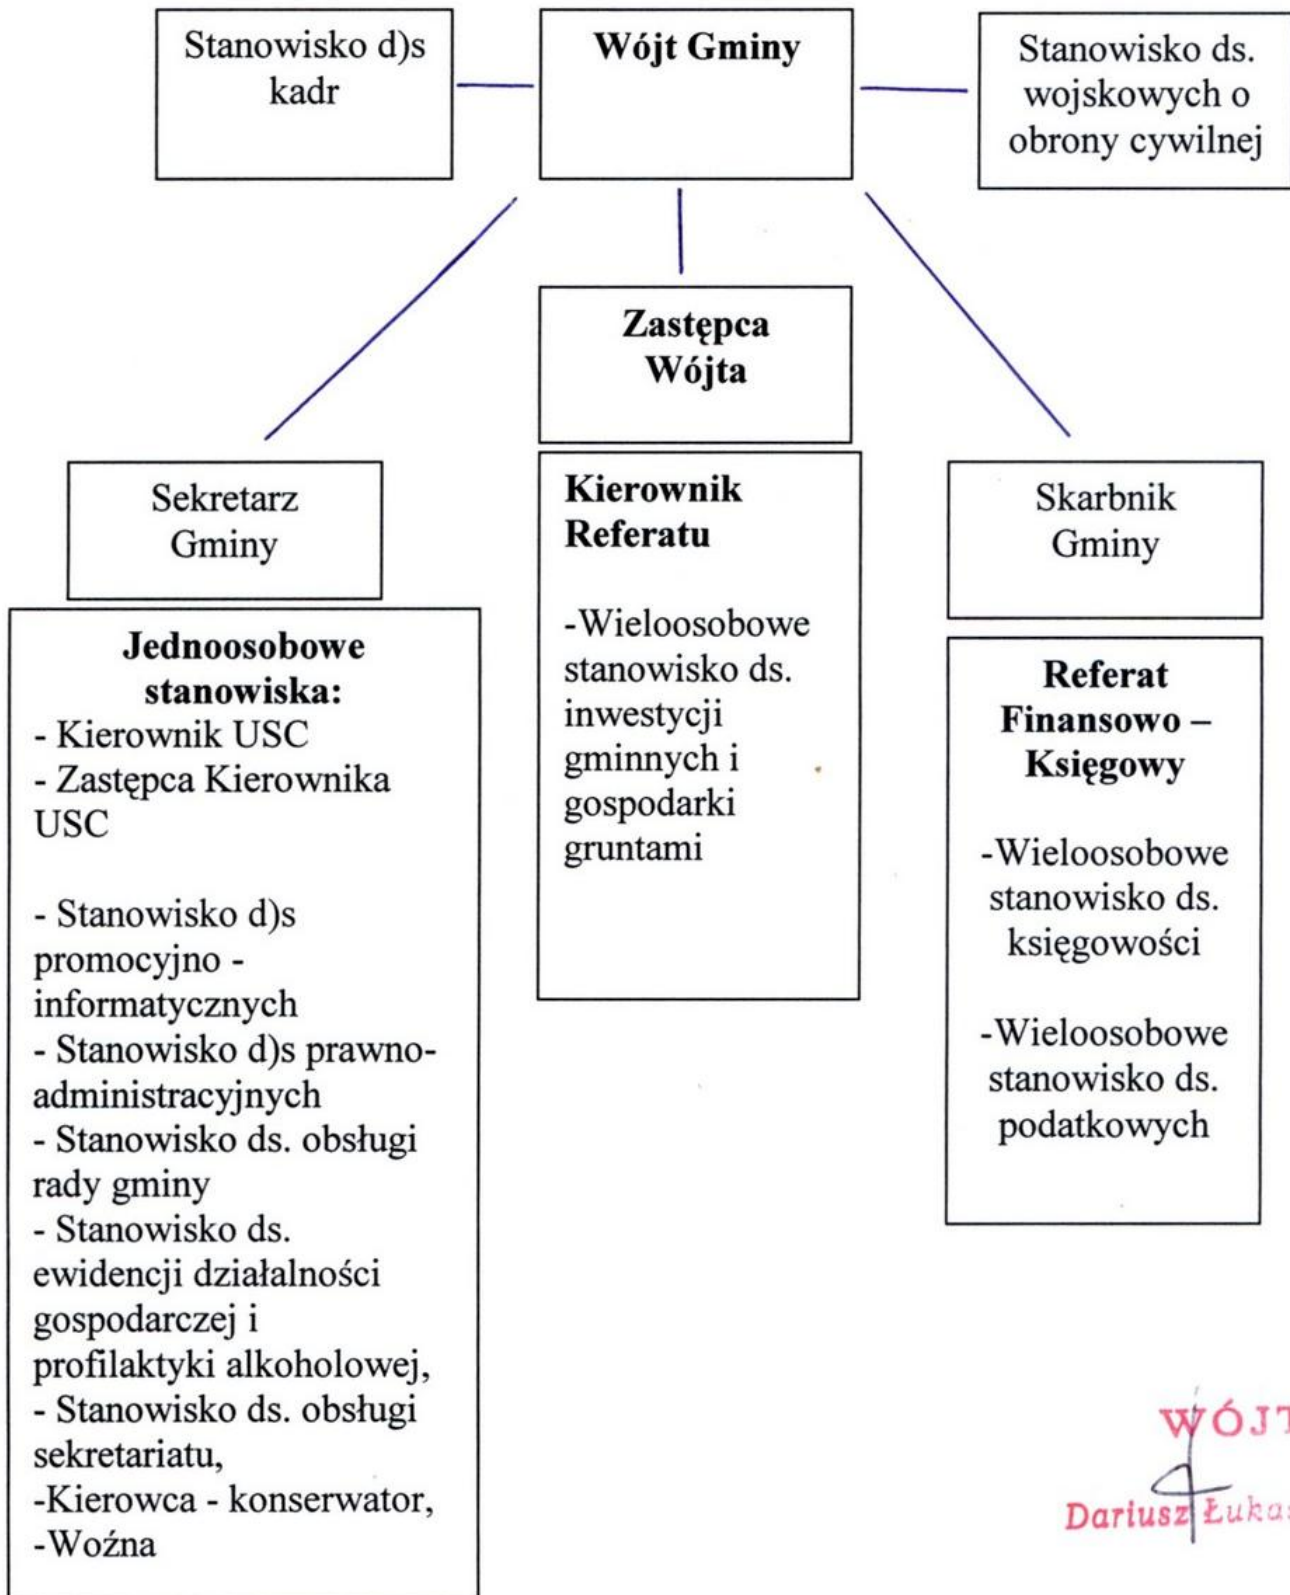 Stanowisko d)s
kadr
Wójt Gminy
Stanowisko ds.
wojskowych o
obrony cywilnej
Zastępca
Wójta
Sekretarz
Gminy
Kierownik
Referatu
-Wieloosobowe
stanowisko ds.
inwestycji
gminnych i
gospodarki
gruntami
Skarbnik
Gminy
Jednoosobowe
stanowiska:
- Kierownik USC
- Zastępca Kierownika
USC
- Stanowisko d)s
promocyjno -
informatycznych
- Stanowisko d)s prawno-
administracyjnych
- Stanowisko ds. obsługi
rady gminy
- Stanowisko ds.
ewidencji działalności
gospodarczej i
profilaktyki alkoholowej,
- Stanowisko ds. obsługi
sekretariatu,
-Kierowca - konserwator,
-Woźna
Referat
Finansowo –
Księgowy
-Wieloosobowe
stanowisko ds.
księgowości
-Wieloosobowe
stanowisko ds.
podatkowych
WÓJT
Dariusz